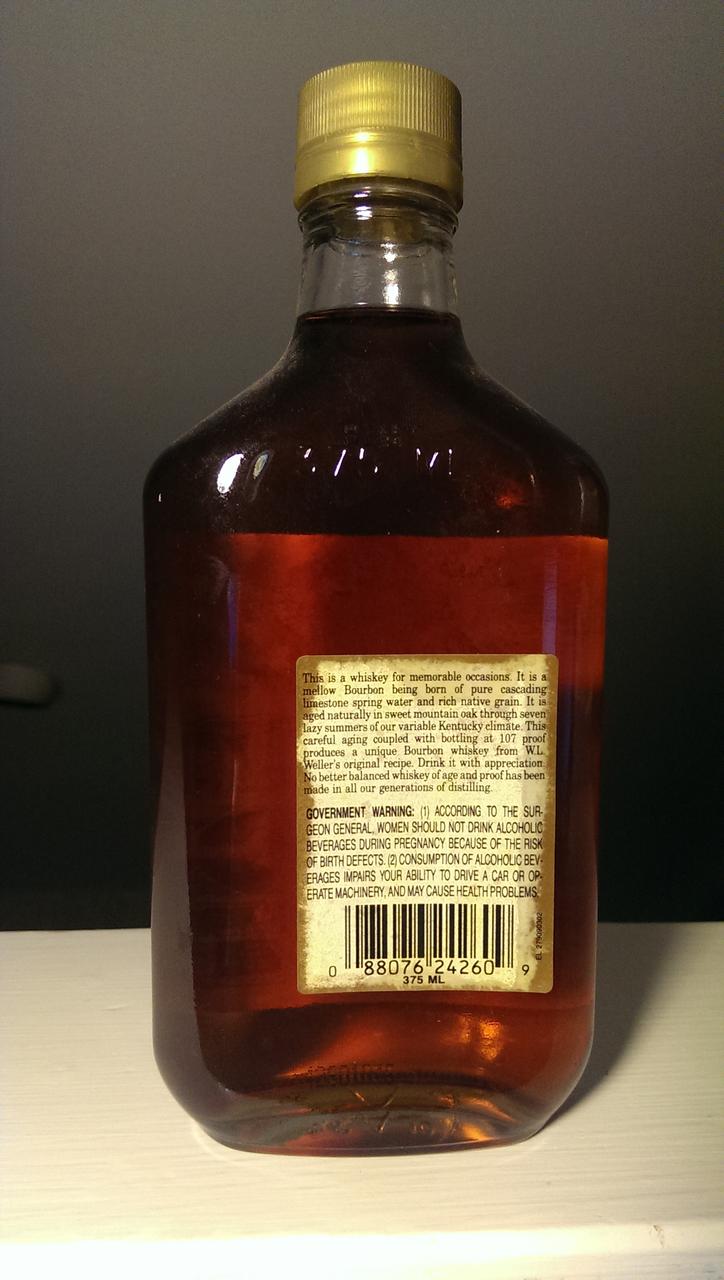 375 Ml
This is a whiskey for memorable occasions. It is a
mellow Bourbon being born of pure cascading
limestone spring water and rich native grain. It is
aged naturally in sweet mountain oak through seven
lazy summers of our variable Kentucky climate. This
careful aging coupled with bottling at 107 proof
produces a unique Bourbon whiskey from W.L.
Weller's original recipe. Drink it with appreciation.
No better balanced whiskey of age and proof has been
made in all our generations of distilling.
GOVERNMENT WARNING: (1) ACCORDING TO THE SUR-
GEON GENERAL, WOMEN SHOULD NOT DRINK ALCOHOLIC
BEVERAGES DURING PREGNANCY BECAUSE OF THE RISK
OF BIRTH DEFECTS. (2) CONSUMPTION OF ALCOHOLIC BEV-
ERAGES IMPAIRS YOUR ABILITY TO DRIVE A CAR OR OP-
ERATE MACHINERY, AND MAY CAUSE HEALTH PROBLEMS.
0 88076 24260 9
375 ML